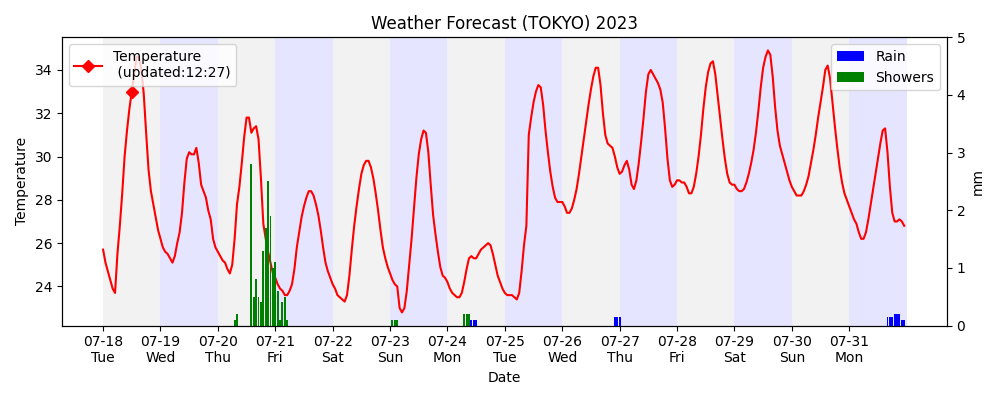 Weather Forecast (TOKYO) 2023
Temperature
(updated:12:27)
Rain
Showers
Temperature
34
32
30
28
26
24
5
4
3
2
1
0
mm
07-18 07-19 07-20 07-21 07-22 07-23 07-24 07-25 07-26 07-27 07-28 07-29 07-30 07-31
Tue Wed Thu Fri Sat Sun Mon Tue Wed Thu Fri Sat Sun Mon
Date